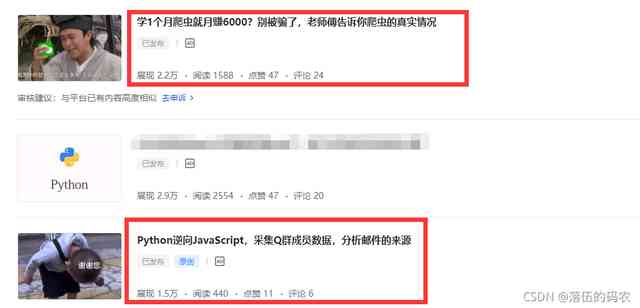 学1个月爬虫就月赚6000？别被骗了，老师傅告诉你爬虫的真实情况
已发布
展现 2.2万 · 阅读 1588 · 点赞 47 · 评论 24
审核建议：与平台已有内容高度相似 去申诉 >
已发布
Python
展现 2.9万 · 阅读 2554 · 点赞 47 · 评论 20
Python逆向JavaScript，采集Q群成员数据，分析邮件的来源
谢谢您
已发布 原创
展现 1.5万 · 阅读 440 · 点赞 11 · 评论 6
CSDN @落伍的码农